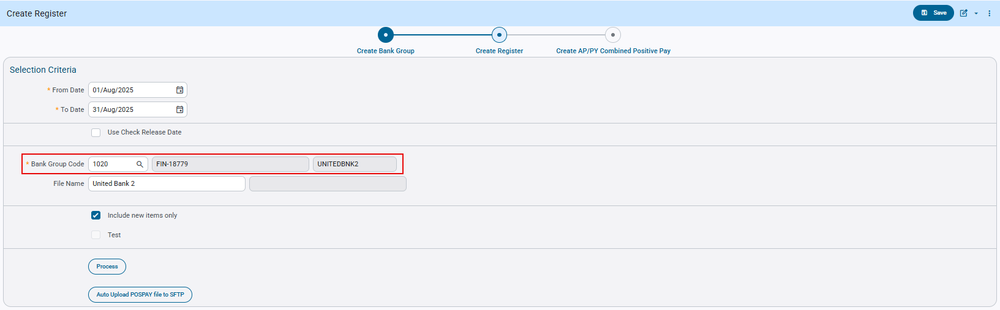 Create Register
Save
Create Bank Group
Create Register
Create AP/PY Combined Positive Pay
Selection Criteria
* From Date 01/Aug/2025
* To Date 31/Aug/2025
Use Check Release Date
* Bank Group Code 1020 FIN-18779 UNITEDBNK2
File Name United Bank 2
Include new items only
Test
Process
Auto Upload POSPAY file to SFTP